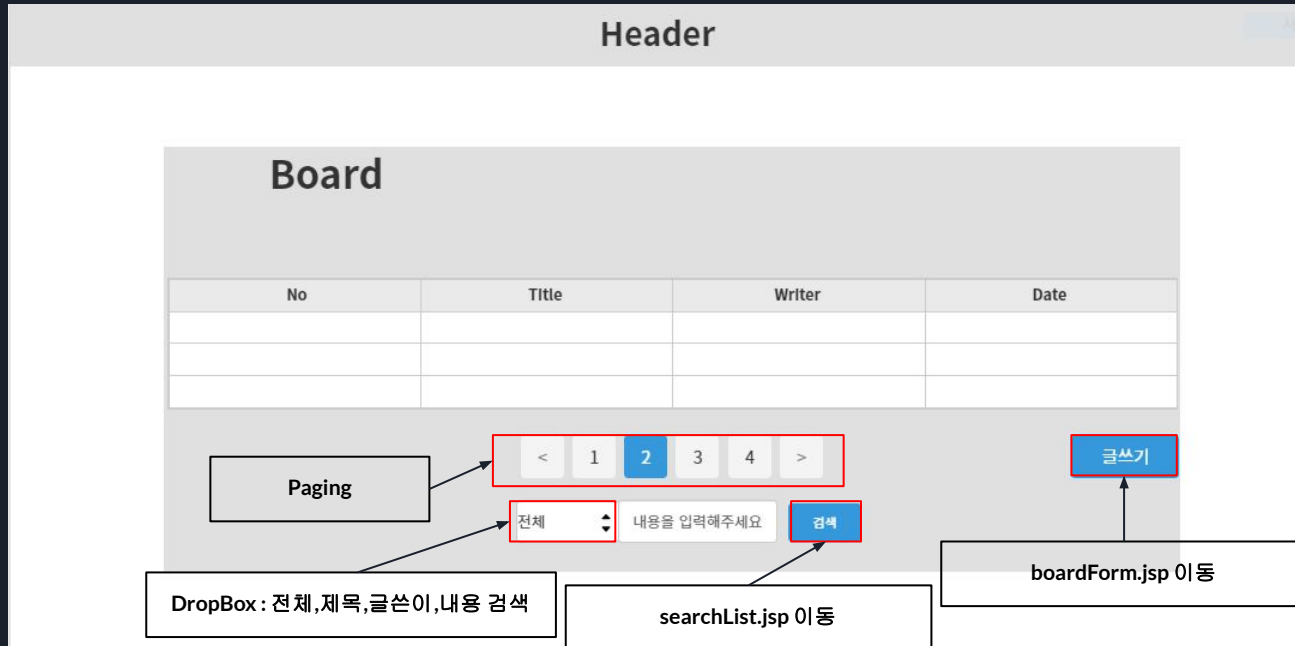 Header
Board
No Title Writer Date
< 1 2 3 4 >
글쓰기
Paging
전체 내용을 입력해주세요 검색
boardForm.jsp 이동
DropBox : 전체,제목,글쓴이,내용 검색
searchList.jsp 이동